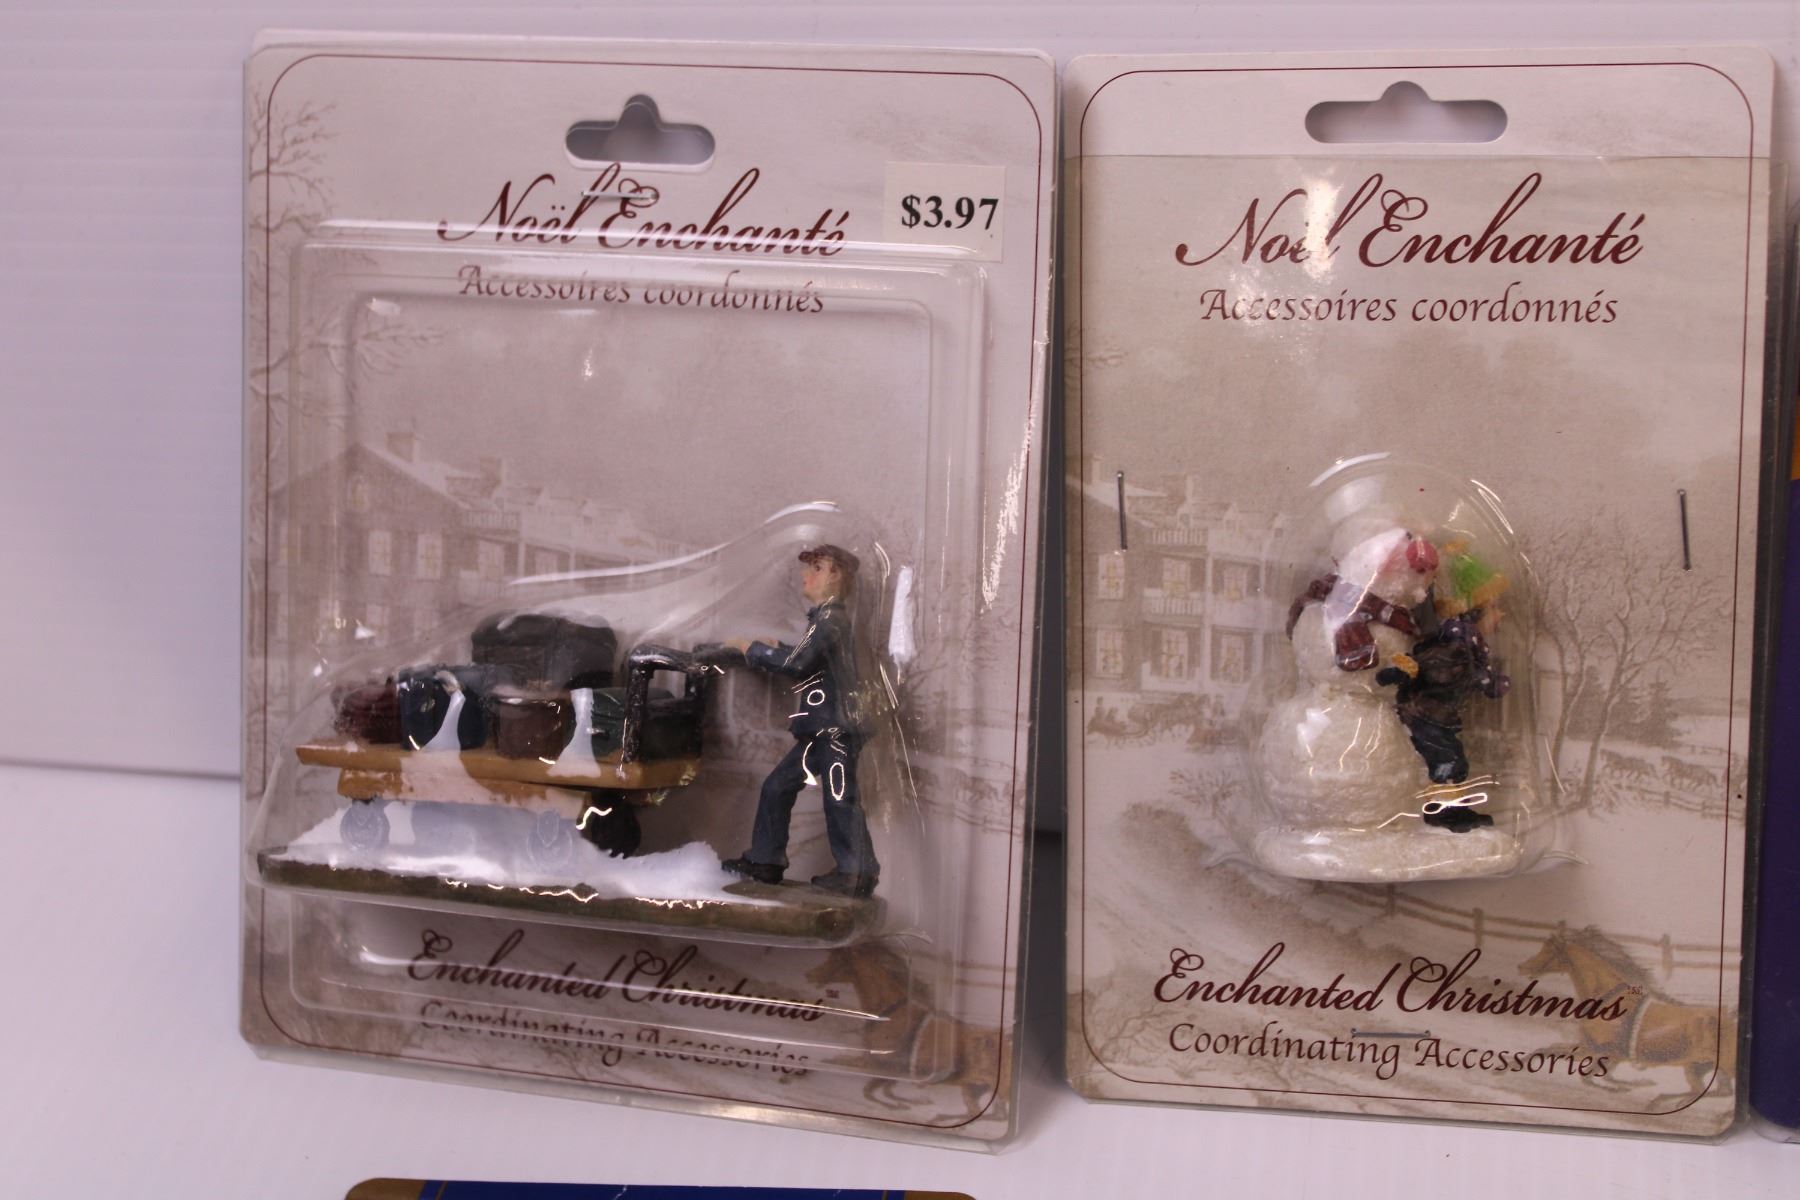 Noël Enchanté
$3.97
Accessoires coordonnés
Enchanted Christmas
Coordinating Accessories
Noël Enchanté
Accessoires coordonnés
Enchanted Christmas
Coordinating Accessories